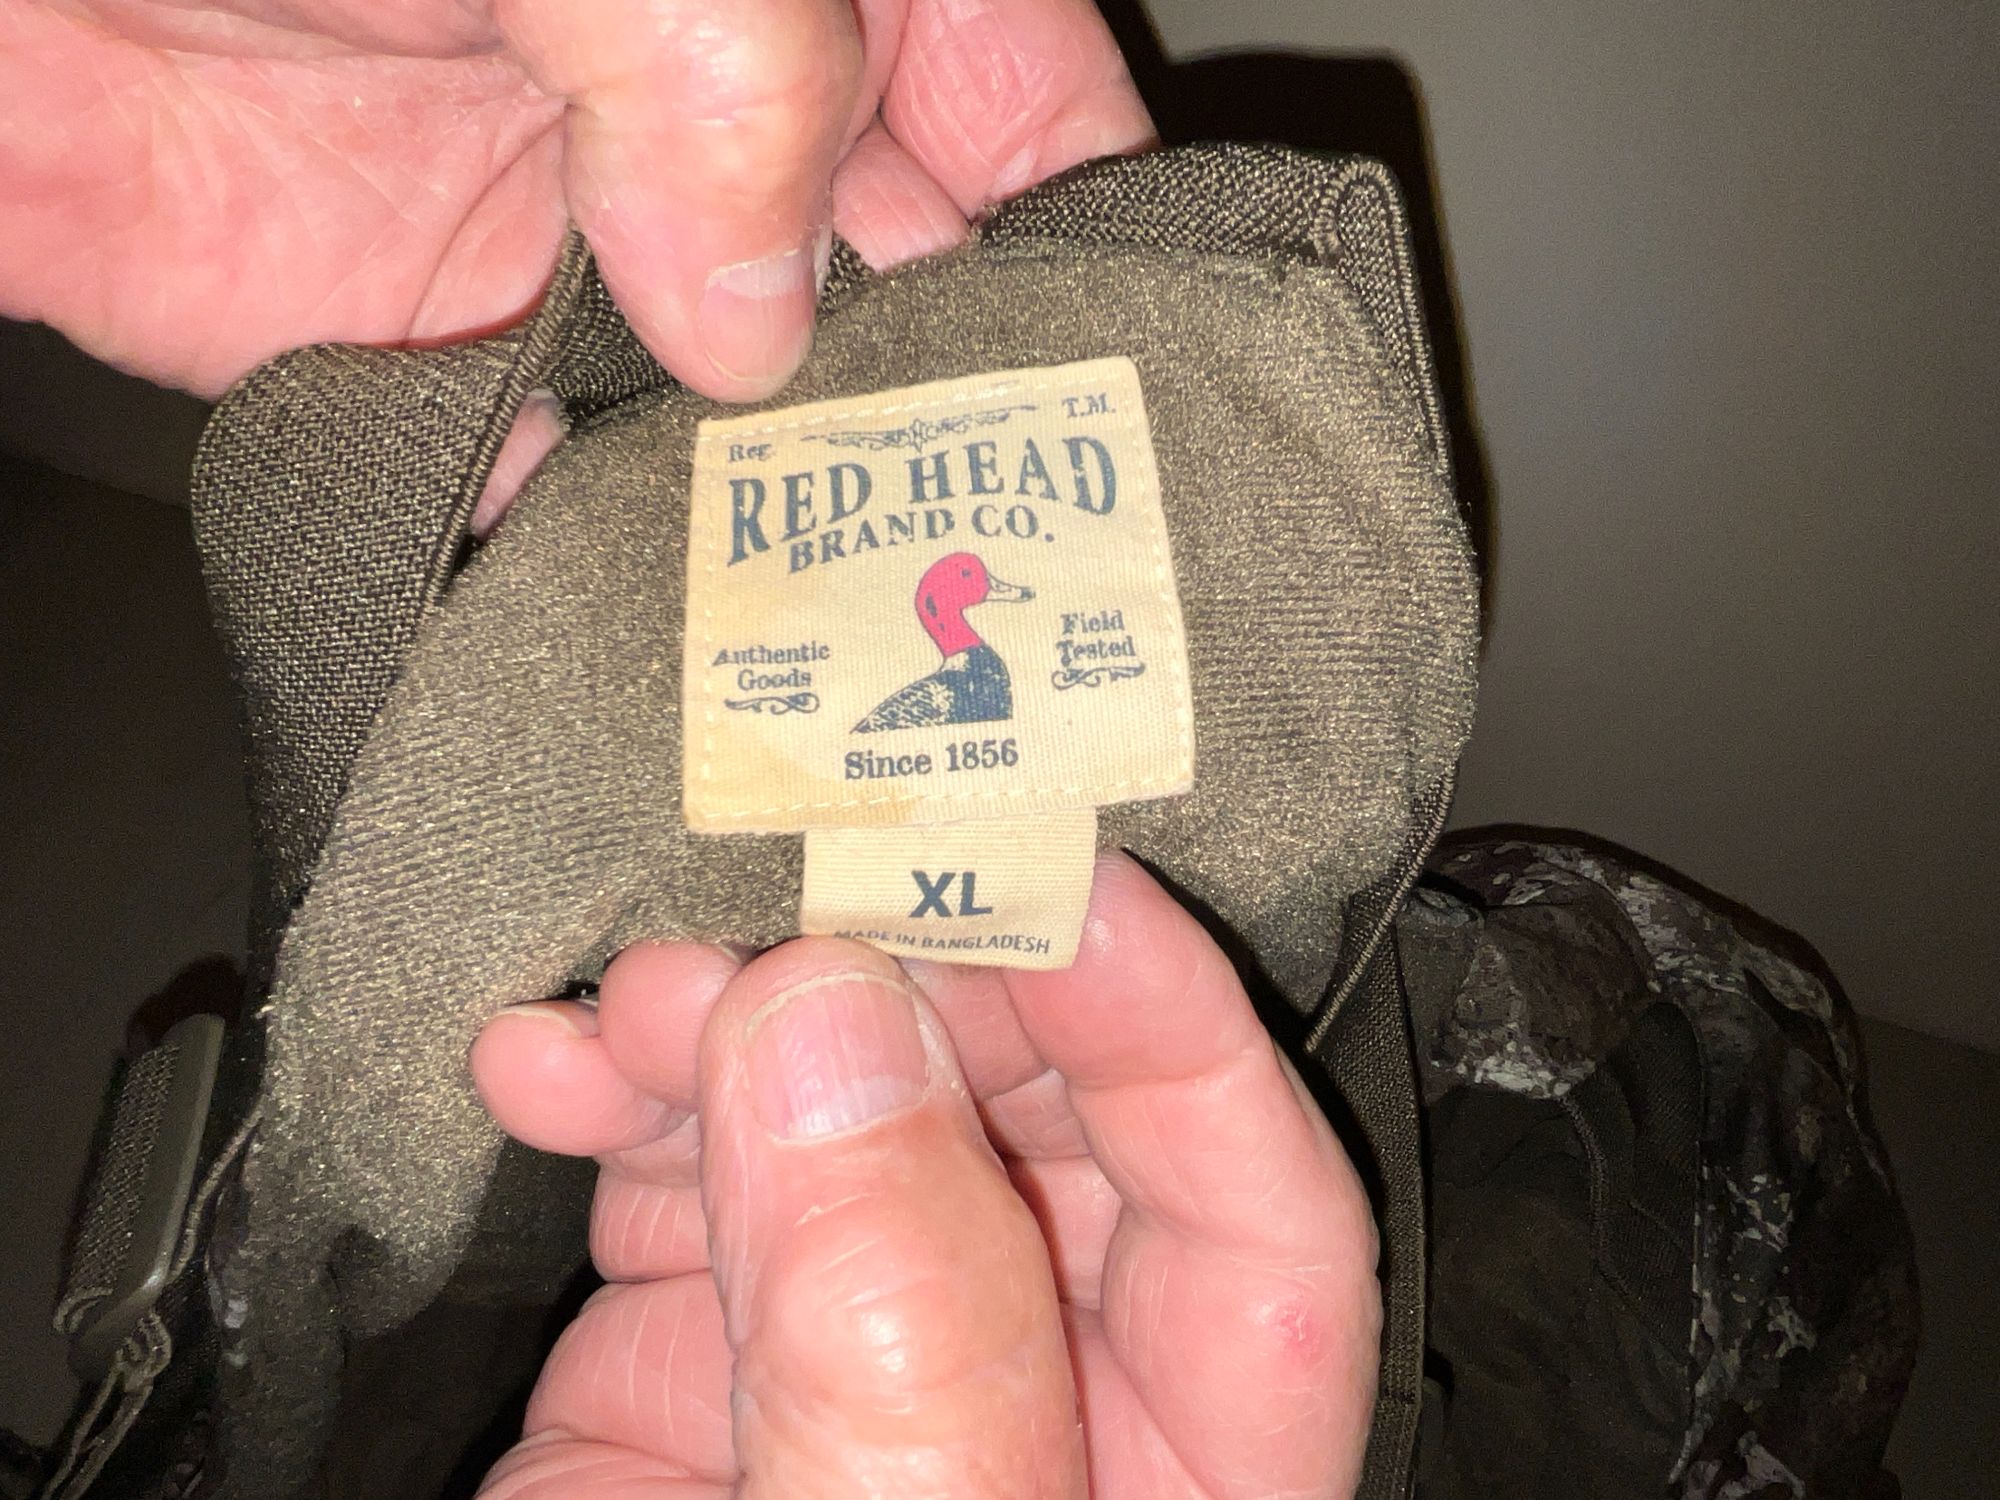 Reg. T.M.
RED HEAD
BRAND CO.
Authentic
Goods
Field
Tested
Since 1856
XL
MADE IN BANGLADESH